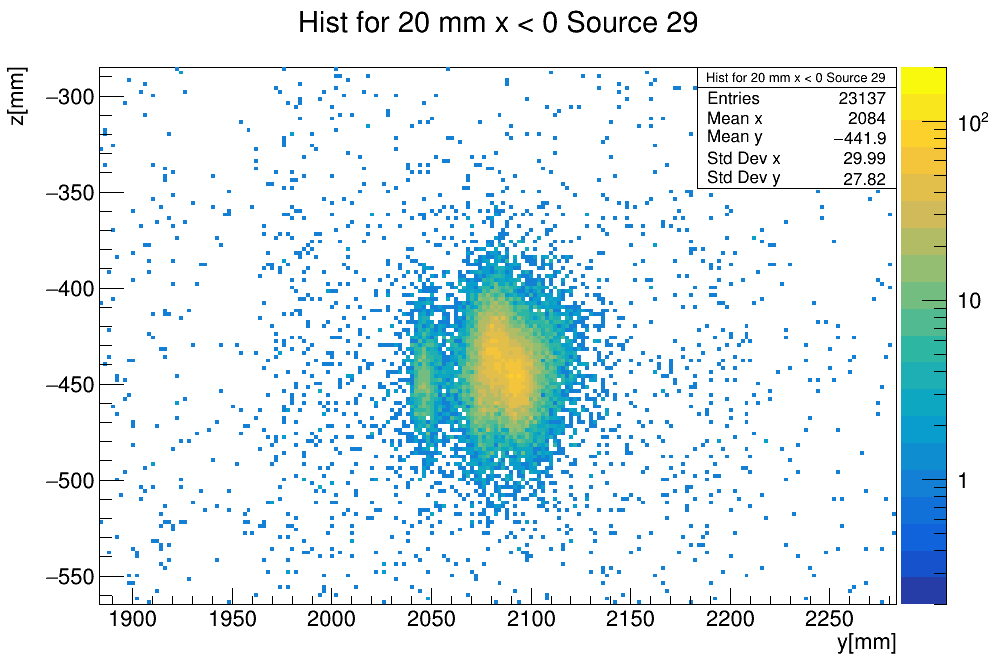 Hist for 20 mm x < 0 Source 29
z[mm]
Hist for 20 mm x < 0 Source 29
Entries 23137
Mean x 2084
Mean y −441.9
Std Dev x 29.99
Std Dev y 27.82
−300
−350
−400
−450
−500
−550
10²
10
1
1900 1950 2000 2050 2100 2150 2200 2250
y[mm]